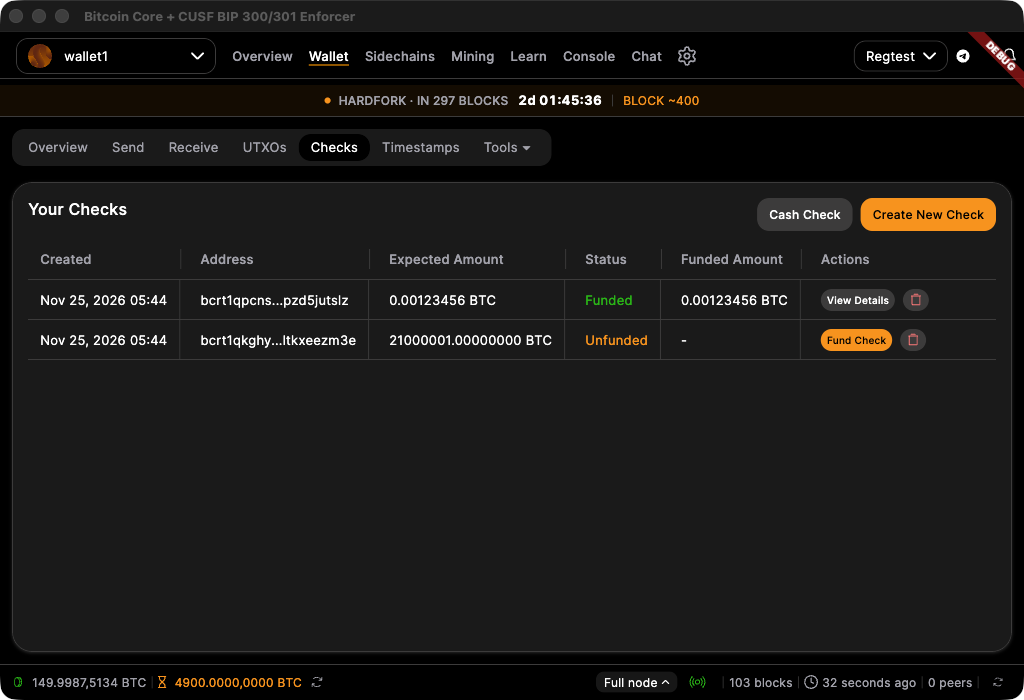 Bitcoin Core + CUSF BIP 300/301 Enforcer
wallet1 Overview Wallet Sidechains Mining Learn Console Chat Regtest DEBUG
HARDFORK · IN 297 BLOCKS 2d 01:45:36 BLOCK ~400
Overview Send Receive UTXOs Checks Timestamps Tools
Your Checks Cash Check Create New Check
Created Address Expected Amount Status Funded Amount Actions
Nov 25, 2026 05:44 bcrt1qpcns...pzd5jutslz 0.00123456 BTC Funded 0.00123456 BTC View Details
Nov 25, 2026 05:44 bcrt1qkghy...ltkxeezm3e 21000001.00000000 BTC Unfunded - Fund Check
149.9987,5134 BTC 4900.0000,0000 BTC Full node 103 blocks 32 seconds ago 0 peers